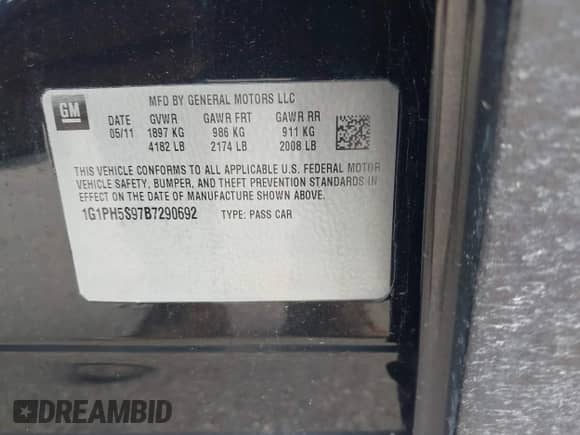 GM
MFD BY GENERAL MOTORS LLC
DATE GVWR GAWR FRT GAWR RR
05/11 1897 KG 986 KG 911 KG
4182 LB 2174 LB 2008 LB
THIS VEHICLE CONFORMS TO ALL APPLICABLE U.S. FEDERAL MOTOR
VEHICLE SAFETY, BUMPER, AND THEFT PREVENTION STANDARDS IN
EFFECT ON THE DATE OF MANUFACTURE SHOWN ABOVE.
1G1PH5S97B7290692 TYPE: PASS CAR
DREAMBID